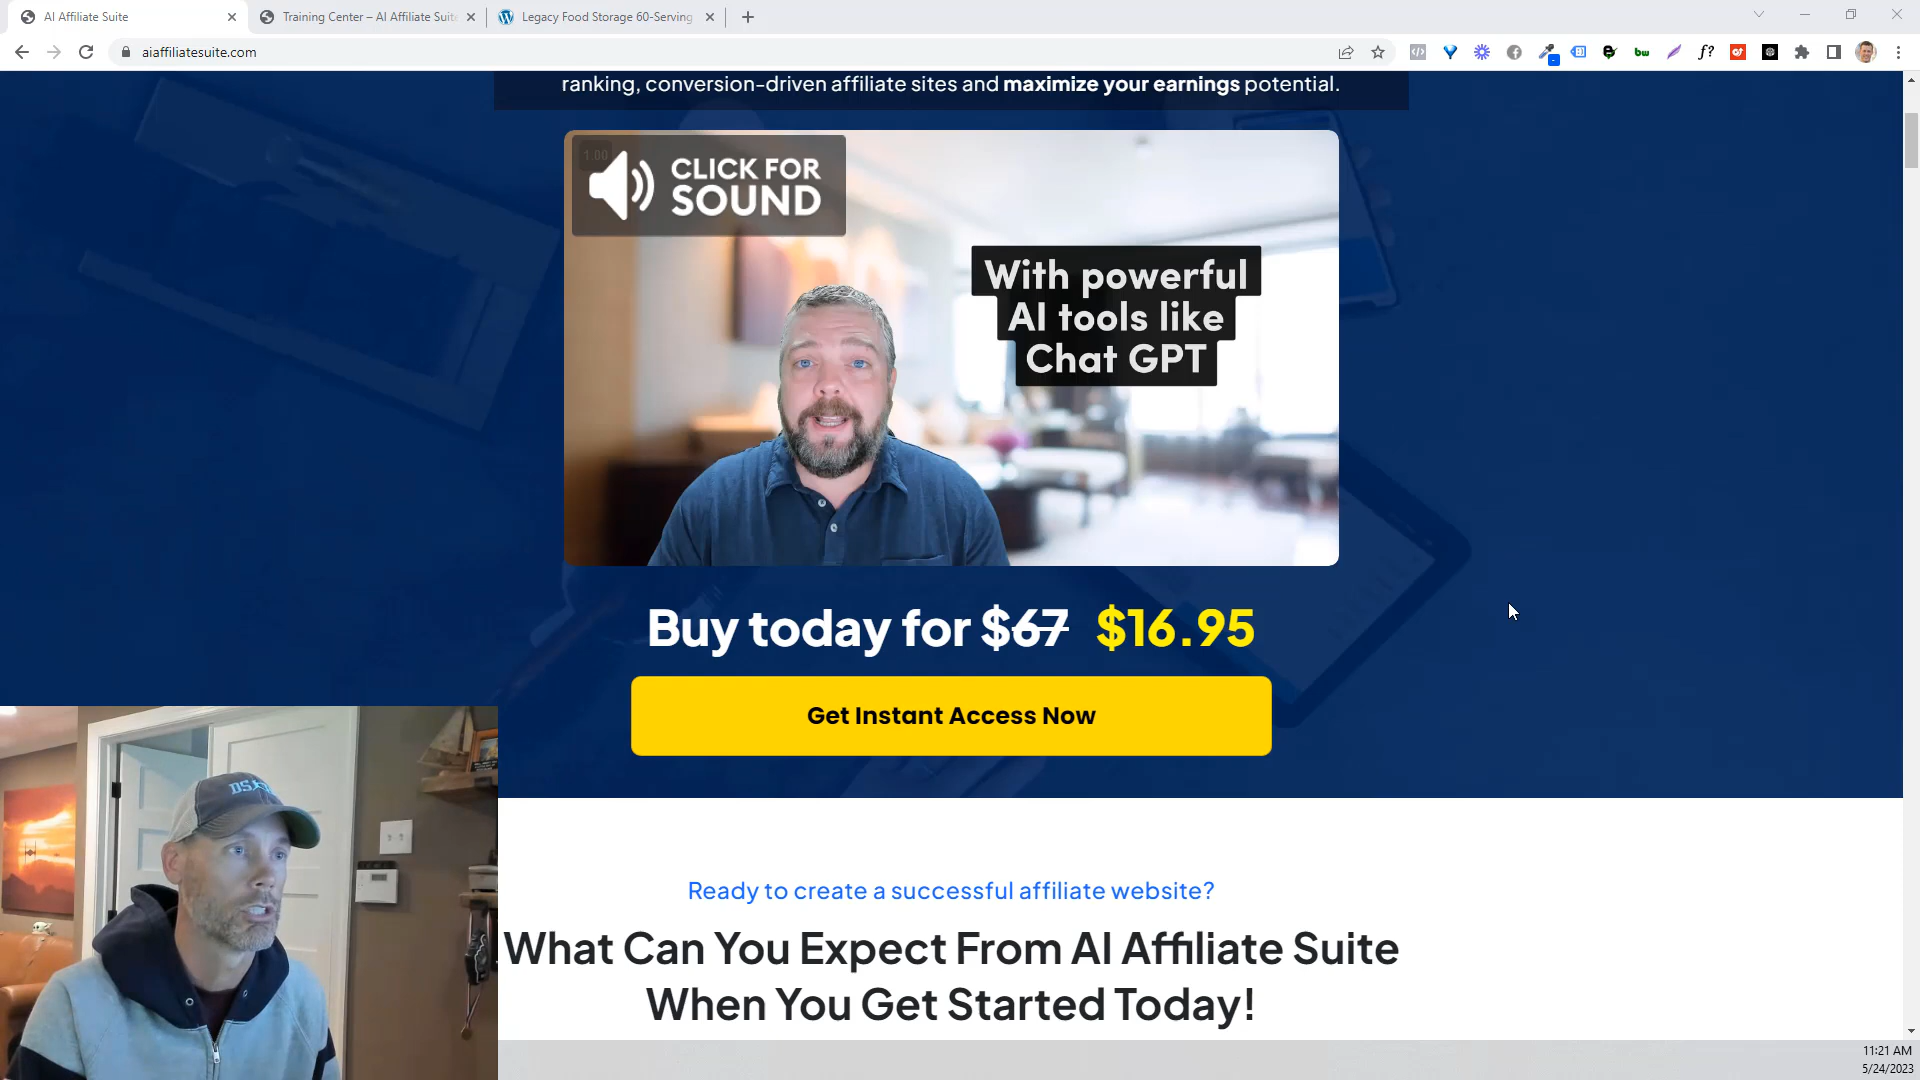 AI Affiliate Suite
Training Center – AI Affiliate Suite
Legacy Food Storage 60-Serving
aiaffiliatesuite.com
ranking, conversion-driven affiliate sites and maximize your earnings potential.
1.00
CLICK FOR
SOUND
With powerful
AI tools like
Chat GPT
Buy today for $67 $16.95
Get Instant Access Now
Ready to create a successful affiliate website?
What Can You Expect From AI Affiliate Suite
When You Get Started Today!
11:21 AM
5/24/2023